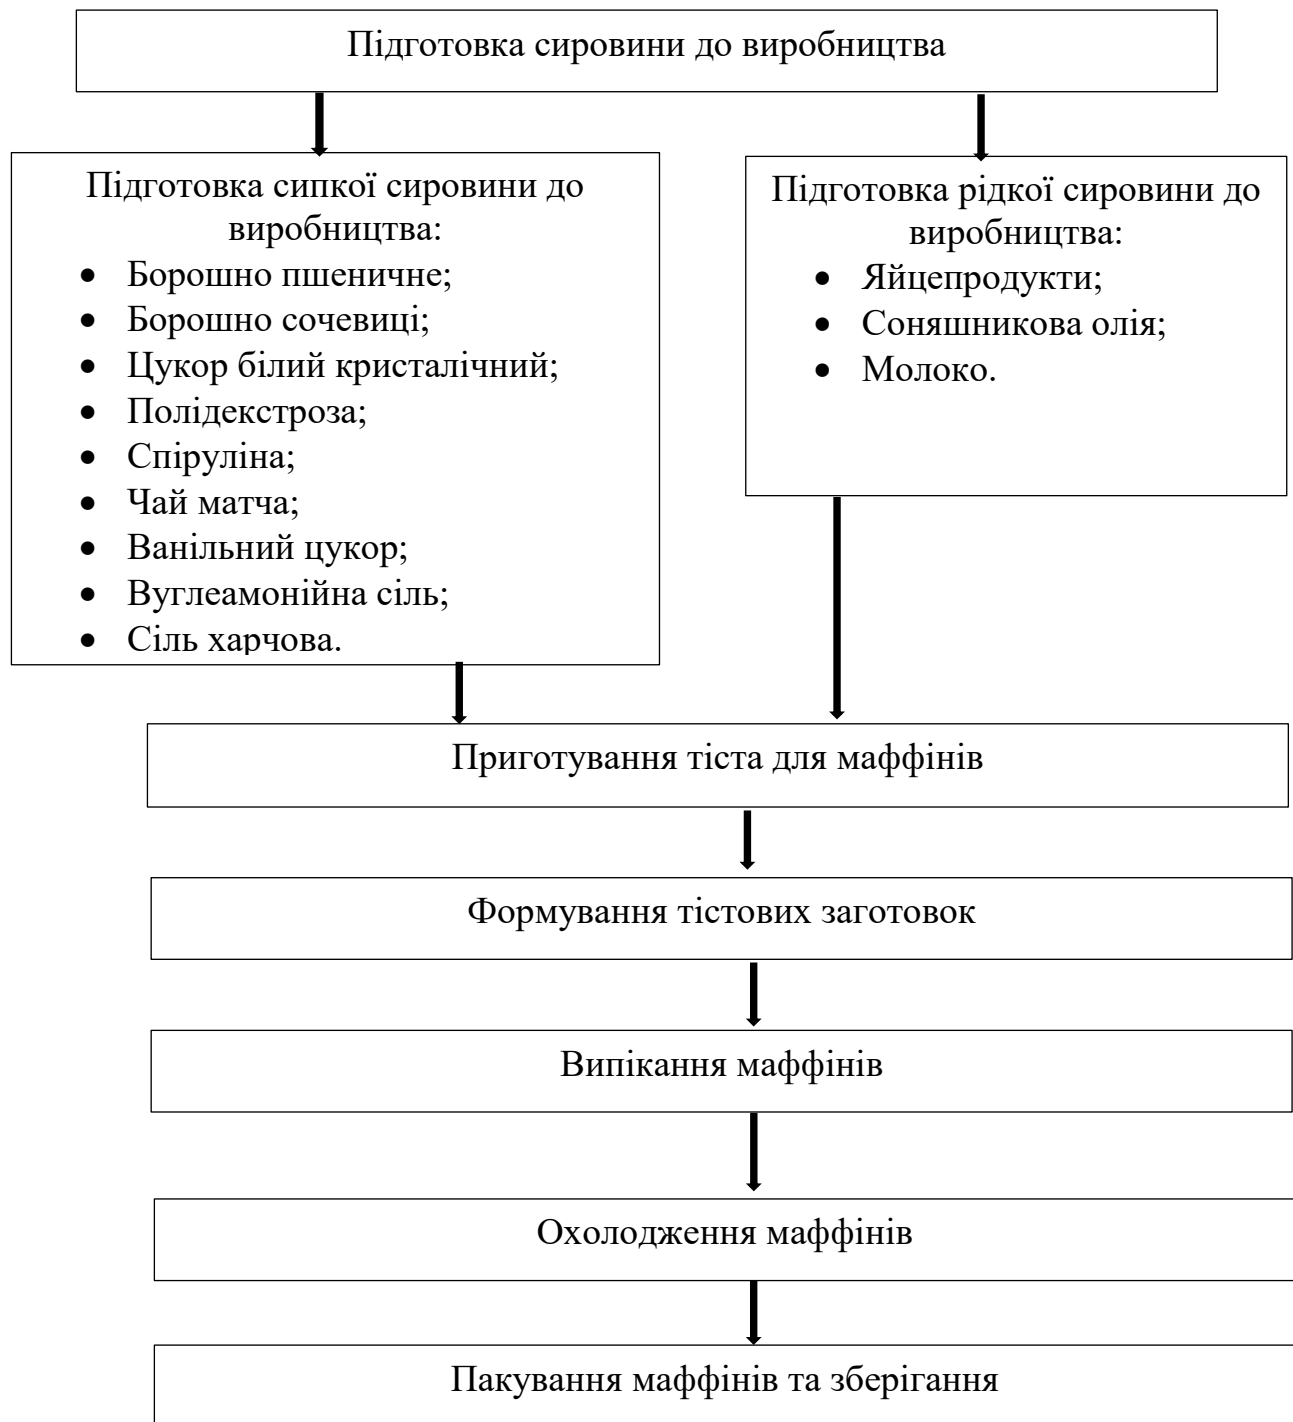 Підготовка сировини до виробництва
Підготовка сипкої сировини до
виробництва:
• Борошно пшеничне;
• Борошно сочевиці;
• Цукор білий кристалічний;
• Полідекстроза;
• Спіруліна;
• Чай матча;
• Ванільний цукор;
• Вуглеамонійна сіль;
• Сіль харчова.
Підготовка рідкої сировини до
виробництва:
• Яйцепродукти;
• Соняшникова олія;
• Молоко.
Приготування тіста для маффінів
Формування тістових заготовок
Випікання маффінів
Охолодження маффінів
Пакування маффінів та зберігання